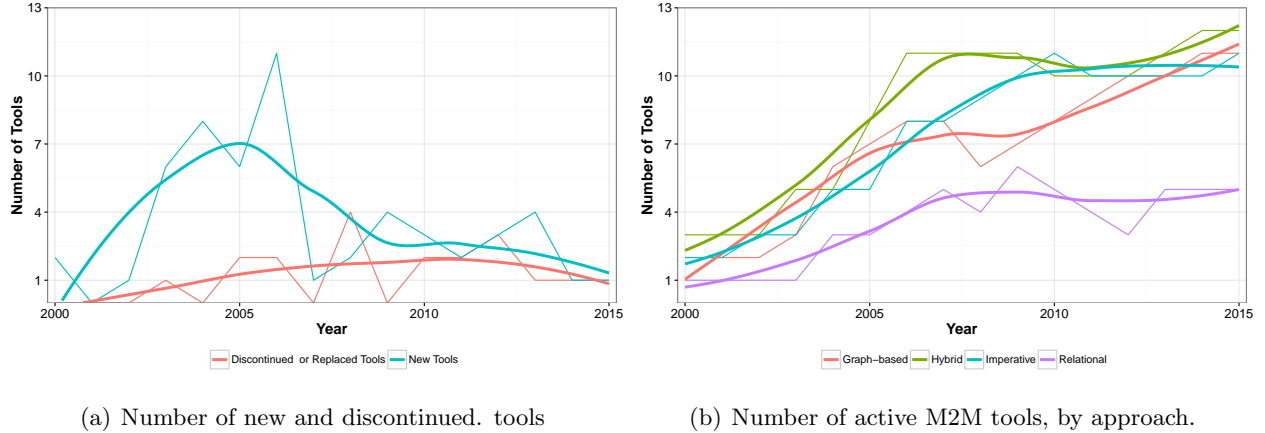 13
10
7
4
1
Number of Tools
2000 2005 2010 2015
Year
Discontinued or Replaced Tools New Tools
(a) Number of new and discontinued. tools
13
10
7
4
1
Number of Tools
2000 2005 2010 2015
Year
Graph−based Hybrid Imperative Relational
(b) Number of active M2M tools, by approach.